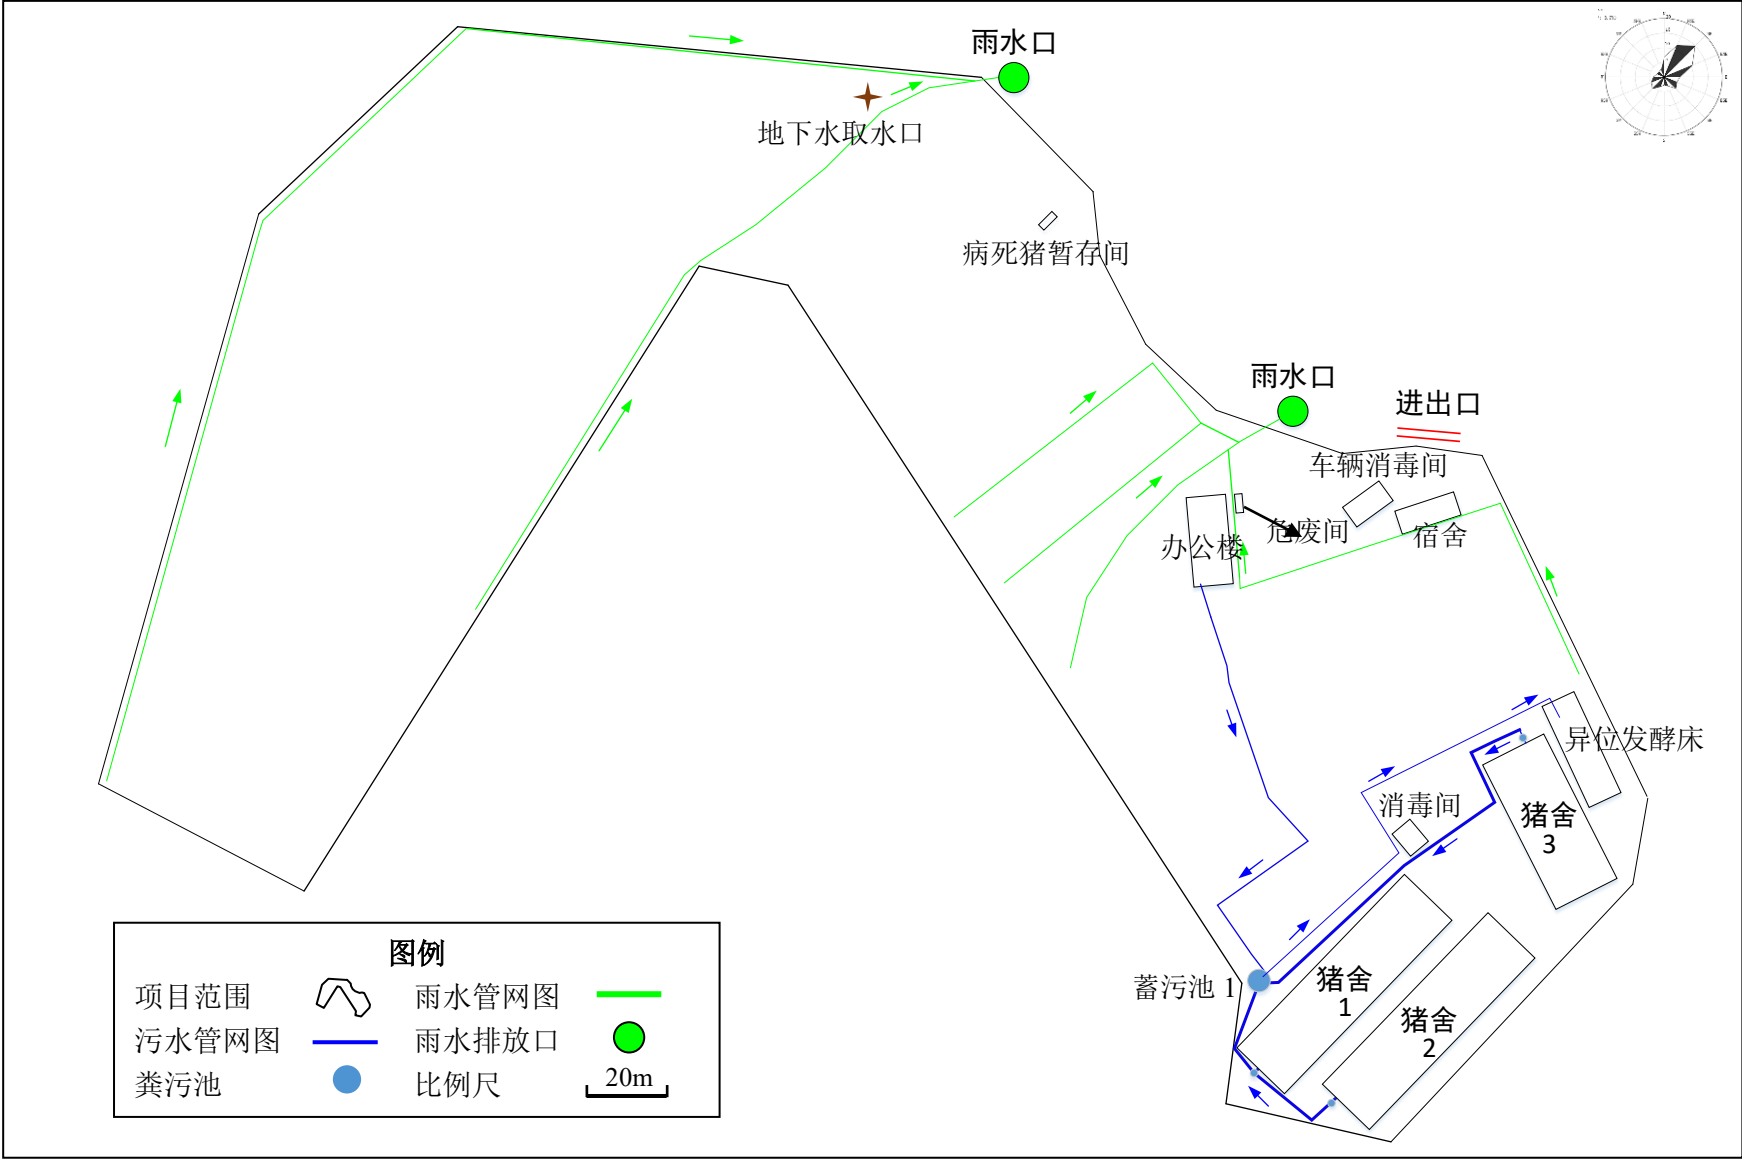 雨水口
地下水取水口
病死猪暂存间
雨水口
进出口
车辆消毒间
危废间
宿舍
办公楼
异位发酵床
消毒间
猪舍
3
蓄污池 1
猪舍
1
猪舍
2
图例
项目范围
雨水管网图
污水管网图
雨水排放口
粪污池
比例尺
20m